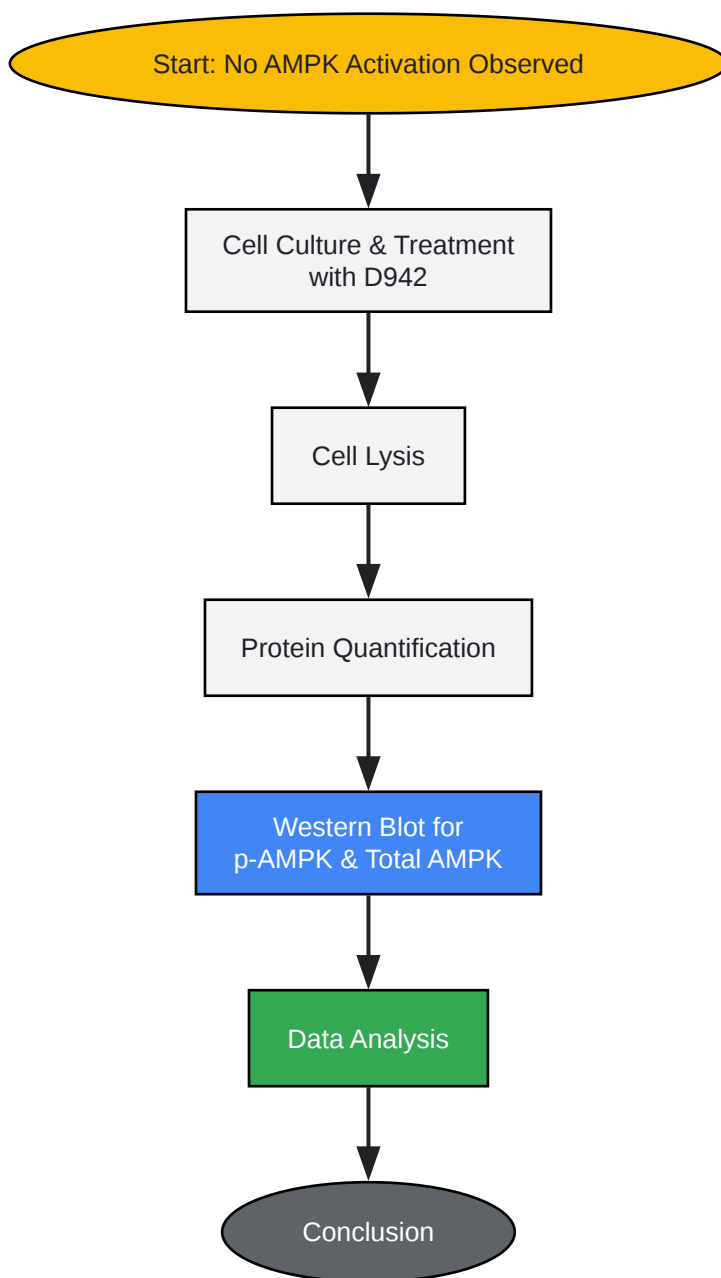 Start: No AMPK Activation Observed
Cell Culture & Treatment
with D942
Cell Lysis
Protein Quantification
Western Blot for
p-AMPK & Total AMPK
Data Analysis
Conclusion